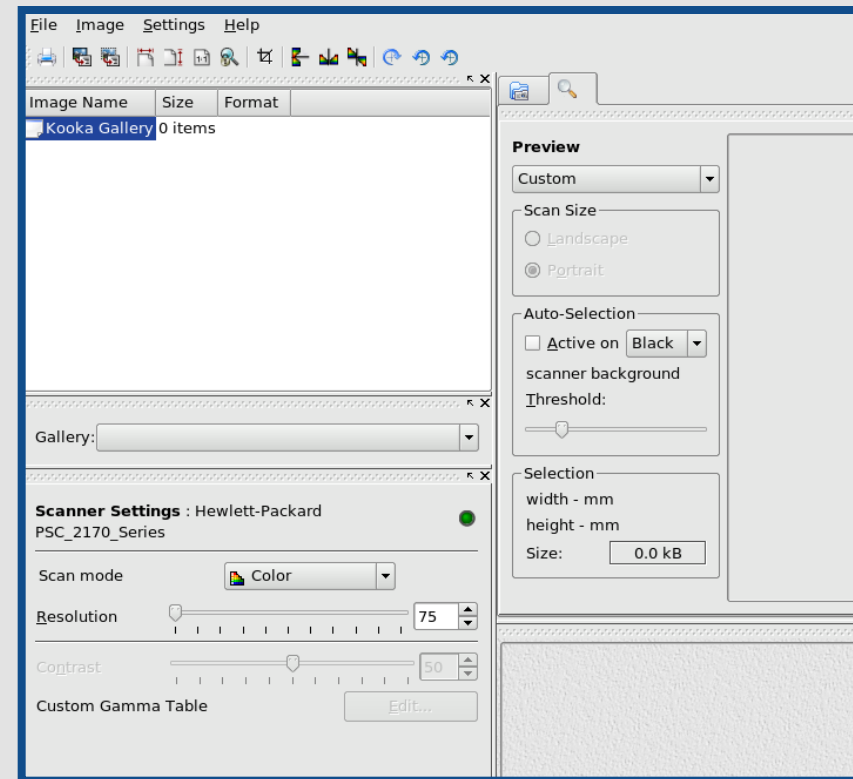 File Image Settings Help
1:1
Image Name Size Format
Kooka Gallery 0 items
Gallery:
Scanner Settings : Hewlett-Packard
PSC_2170_Series
Scan mode Color
Resolution 75
Contrast 50
Custom Gamma Table Edit...
Preview
Custom
Scan Size
Landscape
Portrait
Auto-Selection
Active on Black
scanner background
Threshold:
Selection
width - mm
height - mm
Size: 0.0 kB